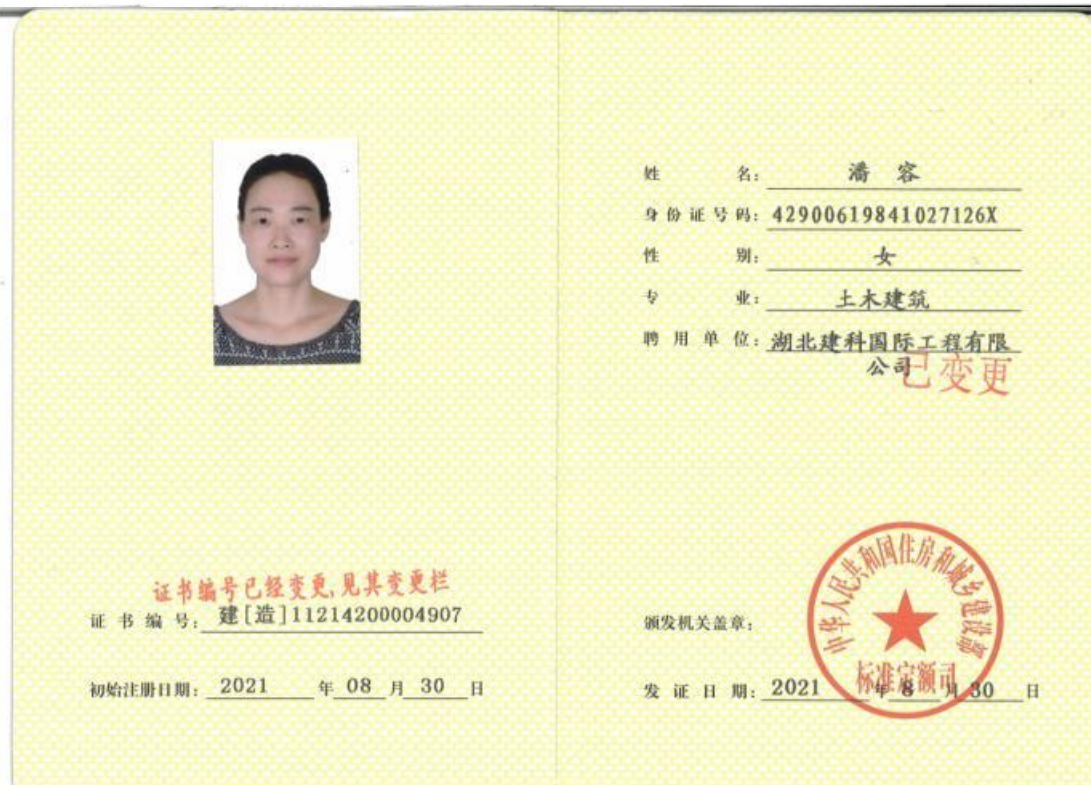 证书编号已经变更,见其变更栏
证书编号: 建[造]11214200004907
初始注册日期: 2021 年 08 月 30 日
姓名: 潘容
身份证号码: 42900619841027126X
性别: 女
专业: 土木建筑
聘用单位: 湖北建科国际工程有限
公司
已变更
颁发机关盖章:
中华人民共和国住房和城乡建设部
标准定额司
发证日期: 2021 年 8 月 30 日